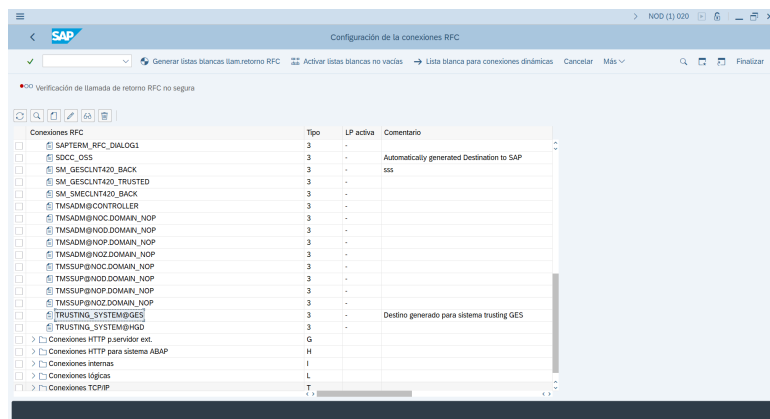 NOD (1) 020
SAP
Configuración de la conexiones RFC
Generar listas blancas llam.retorno RFC Activar listas blancas no vacías Lista blanca para conexiones dinámicas Cancelar Más Finalizar
Verificación de llamada de retorno RFC no segura
Conexiones RFC Tipo LP activa Comentario
SAPTERM_RFC_DIALOG1 3 -
SDCC_OSS 3 - Automatically generated Destination to SAP
SM_GESCLNT420_BACK 3 - sss
SM_GESCLNT420_TRUSTED 3 -
SM_SMECLNT420_BACK 3 -
TMSADM@CONTROLLER 3 -
TMSADM@NOC.DOMAIN_NOP 3 -
TMSADM@NOD.DOMAIN_NOP 3 -
TMSADM@NOP.DOMAIN_NOP 3 -
TMSADM@NOZ.DOMAIN_NOP 3 -
TMSSUP@NOC.DOMAIN_NOP 3 -
TMSSUP@NOD.DOMAIN_NOP 3 -
TMSSUP@NOP.DOMAIN_NOP 3 -
TMSSUP@NOZ.DOMAIN_NOP 3 -
TRUSTING_SYSTEM@GES 3 - Destino generado para sistema trusting GES
TRUSTING_SYSTEM@HGD 3 -
Conexiones HTTP p.servidor ext. G
Conexiones HTTP para sistema ABAP H
Conexiones internas I
Conexiones lógicas L
Conexiones TCP/IP T